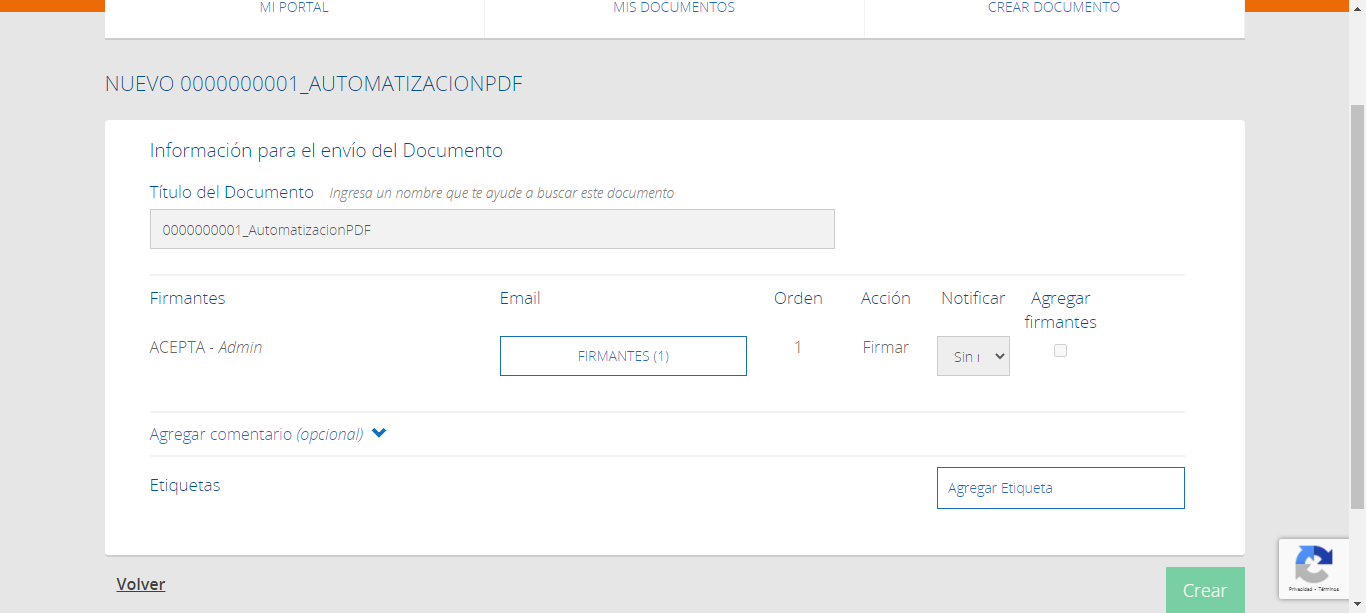 MI PORTAL MIS DOCUMENTOS CREAR DOCUMENTO
NUEVO 0000000001_AUTOMATIZACIONPDF
Información para el envío del Documento
Título del Documento Ingresa un nombre que te ayude a buscar este documento
0000000001_AutomatizacionPDF
Firmantes Email Orden Acción Notificar Agregar firmantes
ACEPTA - Admin FIRMANTES (1) 1 Firmar Sin
Agregar comentario (opcional)
Etiquetas Agregar Etiqueta
Volver Crear
Privacidad - Términos